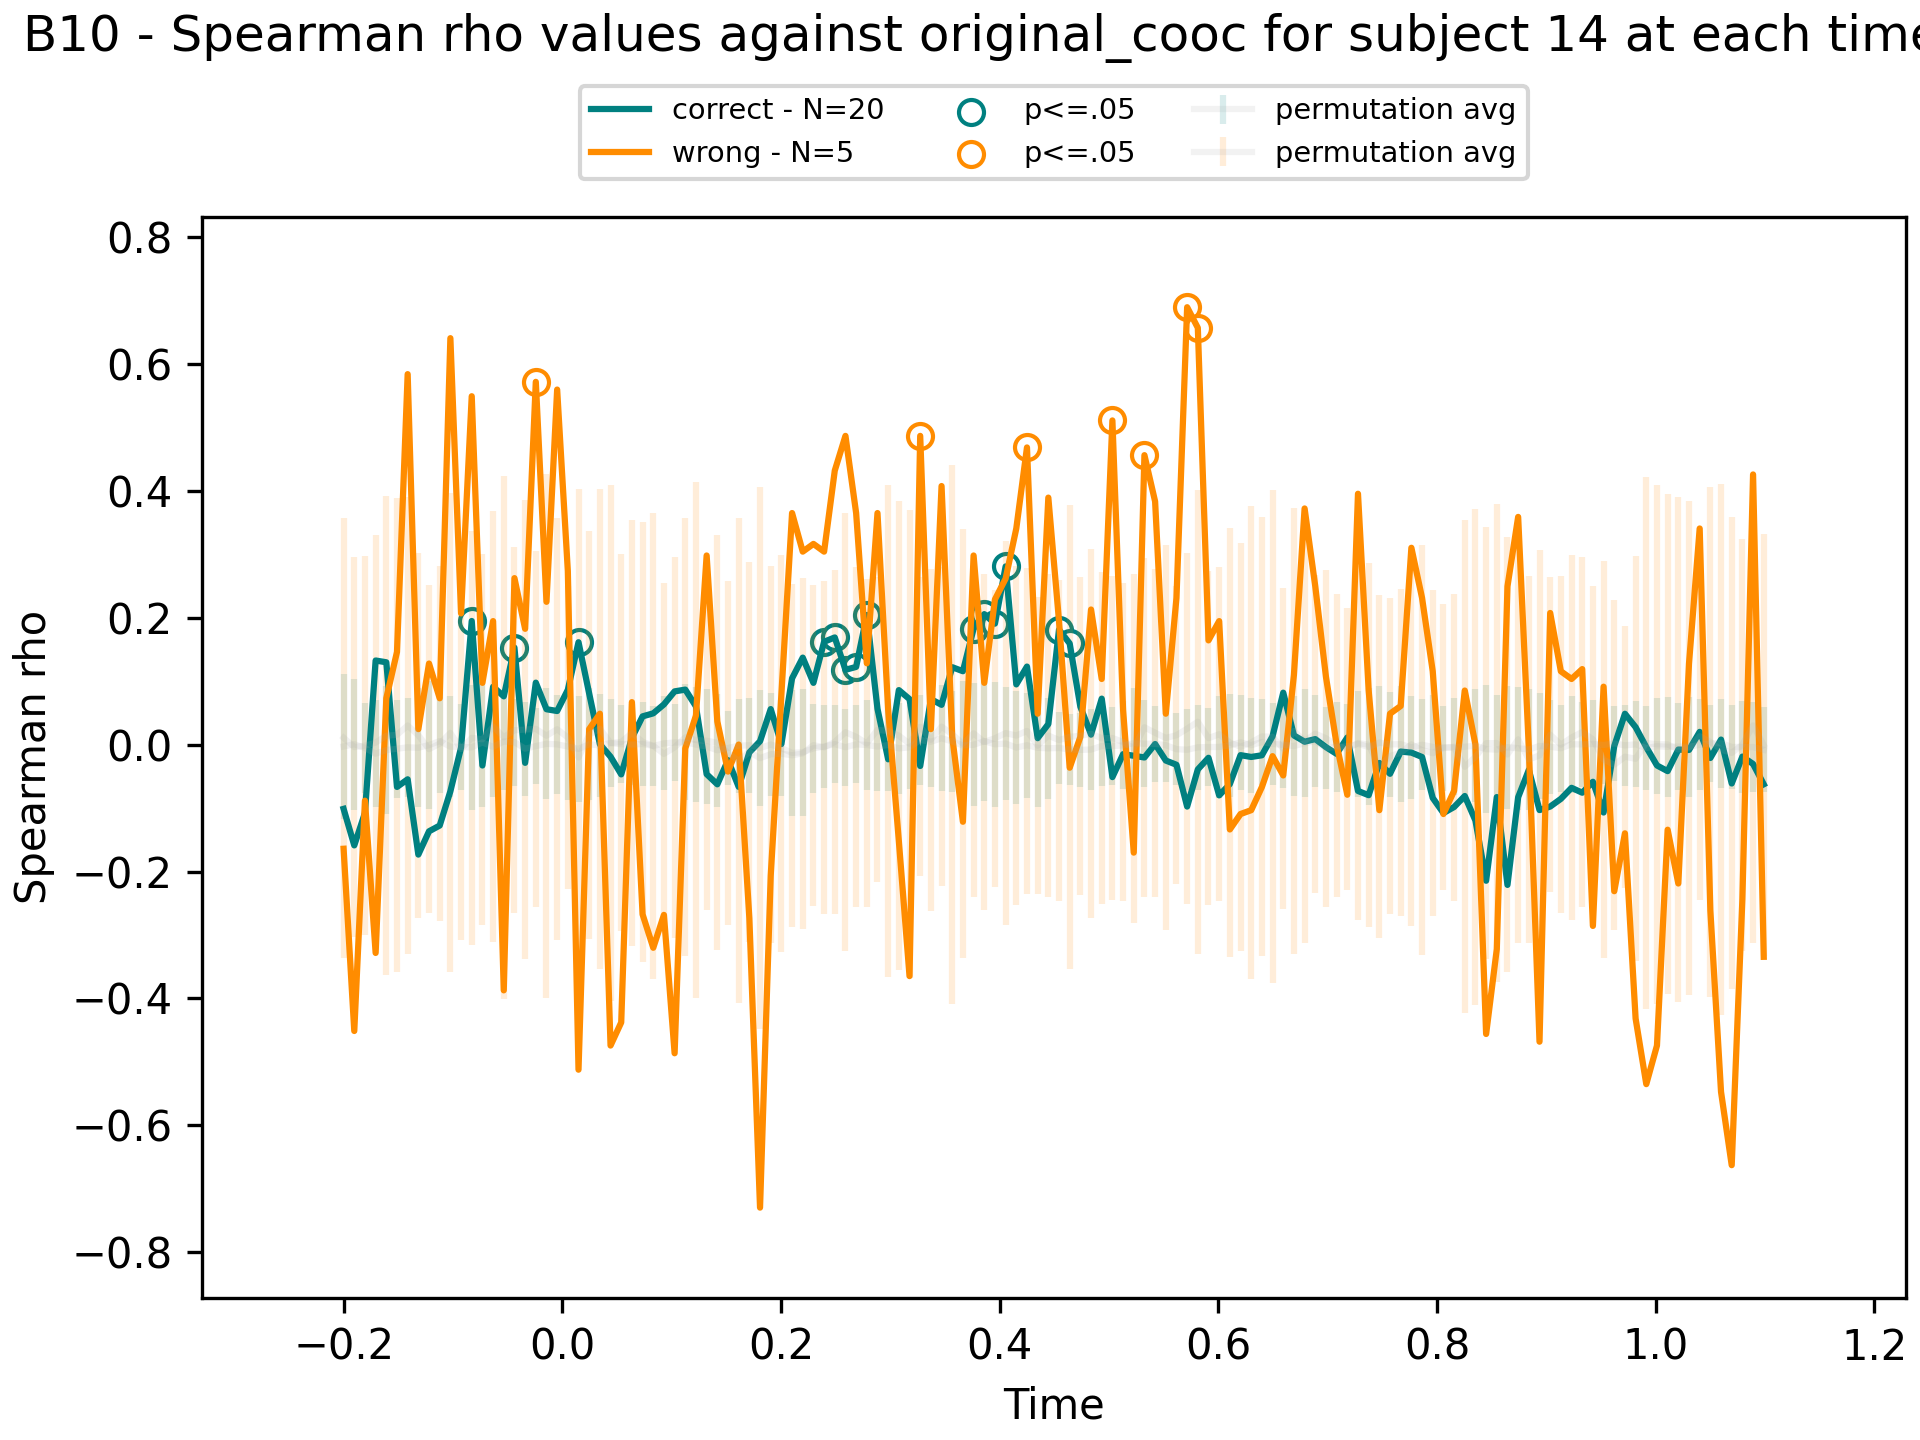 B10 - Spearman rho values against original_cooc for subject 14 at each time
correct - N=20
wrong - N=5
p<=.05
p<=.05
permutation avg
permutation avg
Spearman rho
0.8
0.6
0.4
0.2
0.0
−0.2
−0.4
−0.6
−0.8
−0.2 0.0 0.2 0.4 0.6 0.8 1.0 1.2
Time